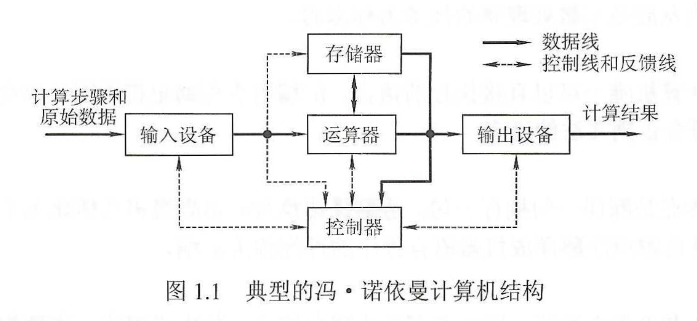 存储器
数据线
控制线和反馈线
计算步骤和
原始数据
输入设备
运算器
输出设备
计算结果
控制器
图 1.1 典型的冯·诺依曼计算机结构